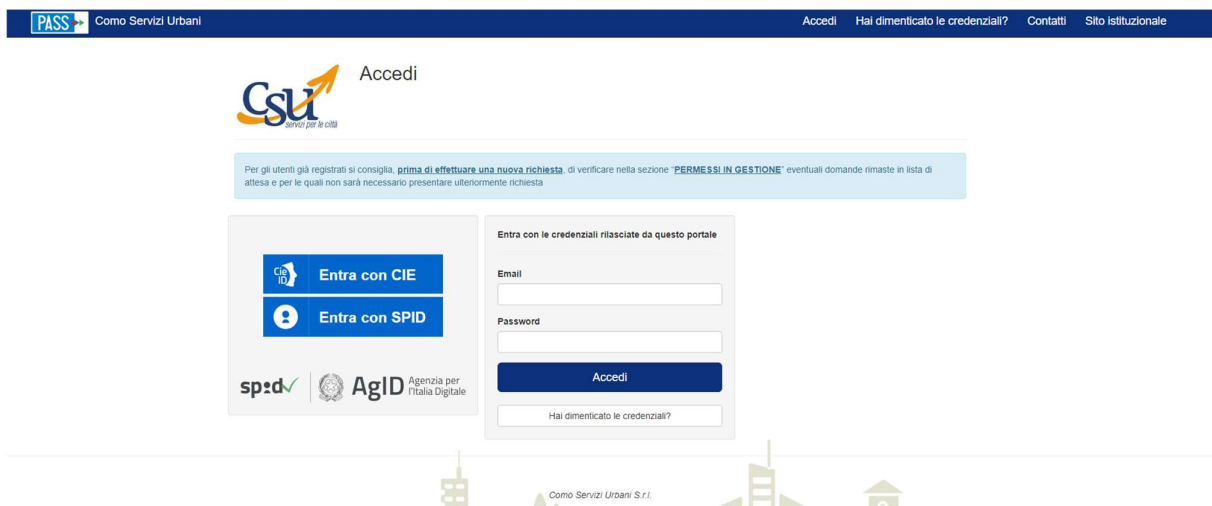 PASS Como Servizi Urbani Accedi Hai dimenticato le credenziali? Contatti Sito istituzionale
Csu
servizi per le città
Accedi
Per gli utenti già registrati si consiglia, prima di effettuare una nuova richiesta, di verificare nella sezione "PERMESSI IN GESTIONE" eventuali domande rimaste in lista di
attesa e per le quali non sarà necessario presentare ulteriormente richiesta
Cie ID Entra con CIE
Entra con SPID
spid AgID Agenzia per
l'Italia Digitale
Entra con le credenziali rilasciate da questo portale
Email
Password
Accedi
Hai dimenticato le credenziali?
Como Servizi Urbani S.r.l.